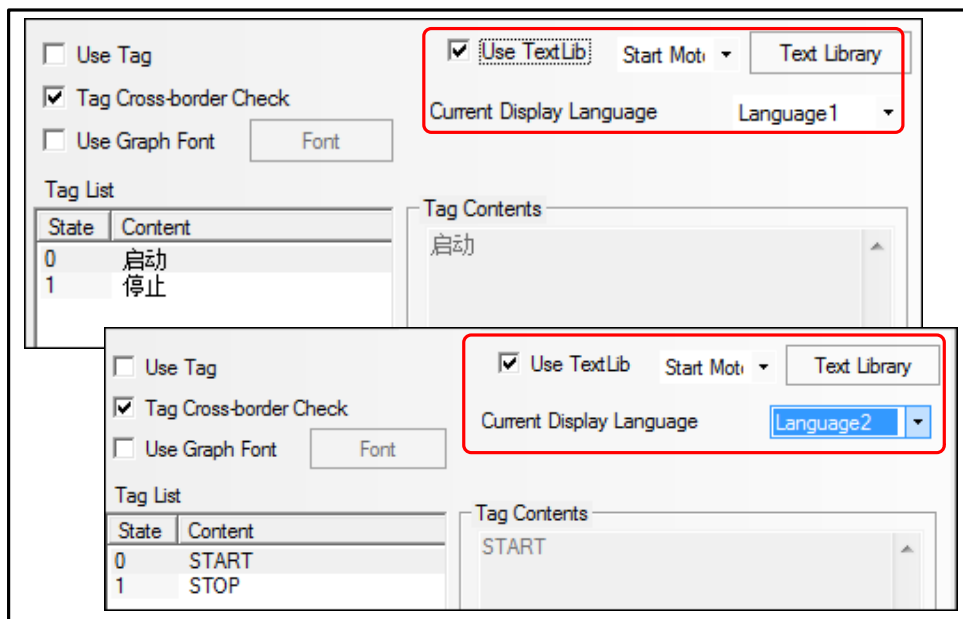 Use Tag
Use TextLib Start Mot Text Library
Tag Cross-border Check
Current Display Language Language1
Use Graph Font Font
Tag List
Tag Contents
State Content
启动
0 启动
1 停止
Use Tag
Use TextLib Start Mot Text Library
Tag Cross-border Check
Current Display Language Language2
Use Graph Font Font
Tag List
Tag Contents
State Content
START
0 START
1 STOP